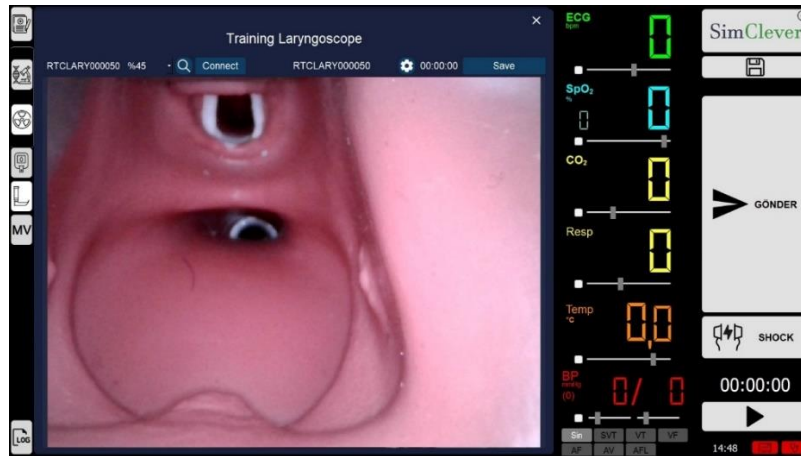 Training Laryngoscope
RTCLARY000050 %45 Connect RTCLARY000050 00:00:00 Save
MV
LOG
ECG
bpm
0
SpO₂
%
0 0
CO₂
0
Resp
0
Temp
°C
0,0
BP
mmHg
(0) 0/ 0
Sin SVT VT VF
AF AV AFL
SimClever
GÖNDER
SHOCK
00:00:00
14:48